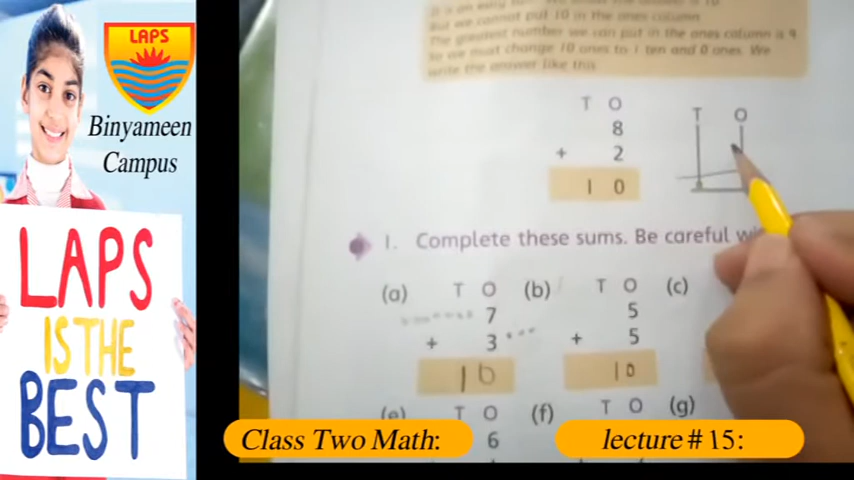 LAPS
Binyameen
Campus
LAPS
IS THE
BEST
But we cannot put 10 in the ones column
The greatest number we can put in the ones column is 9
so we must change 10 ones to 1 ten and 0 ones. We
write the answer like this
T O
8
+ 2
1 0
T O
1. Complete these sums. Be careful
(a) T O
7
+ 3
10
(b) T O
5
+ 5
10
(c)
(e) T O
6
(f) T O
(g)
Class Two Math:
lecture # 15: